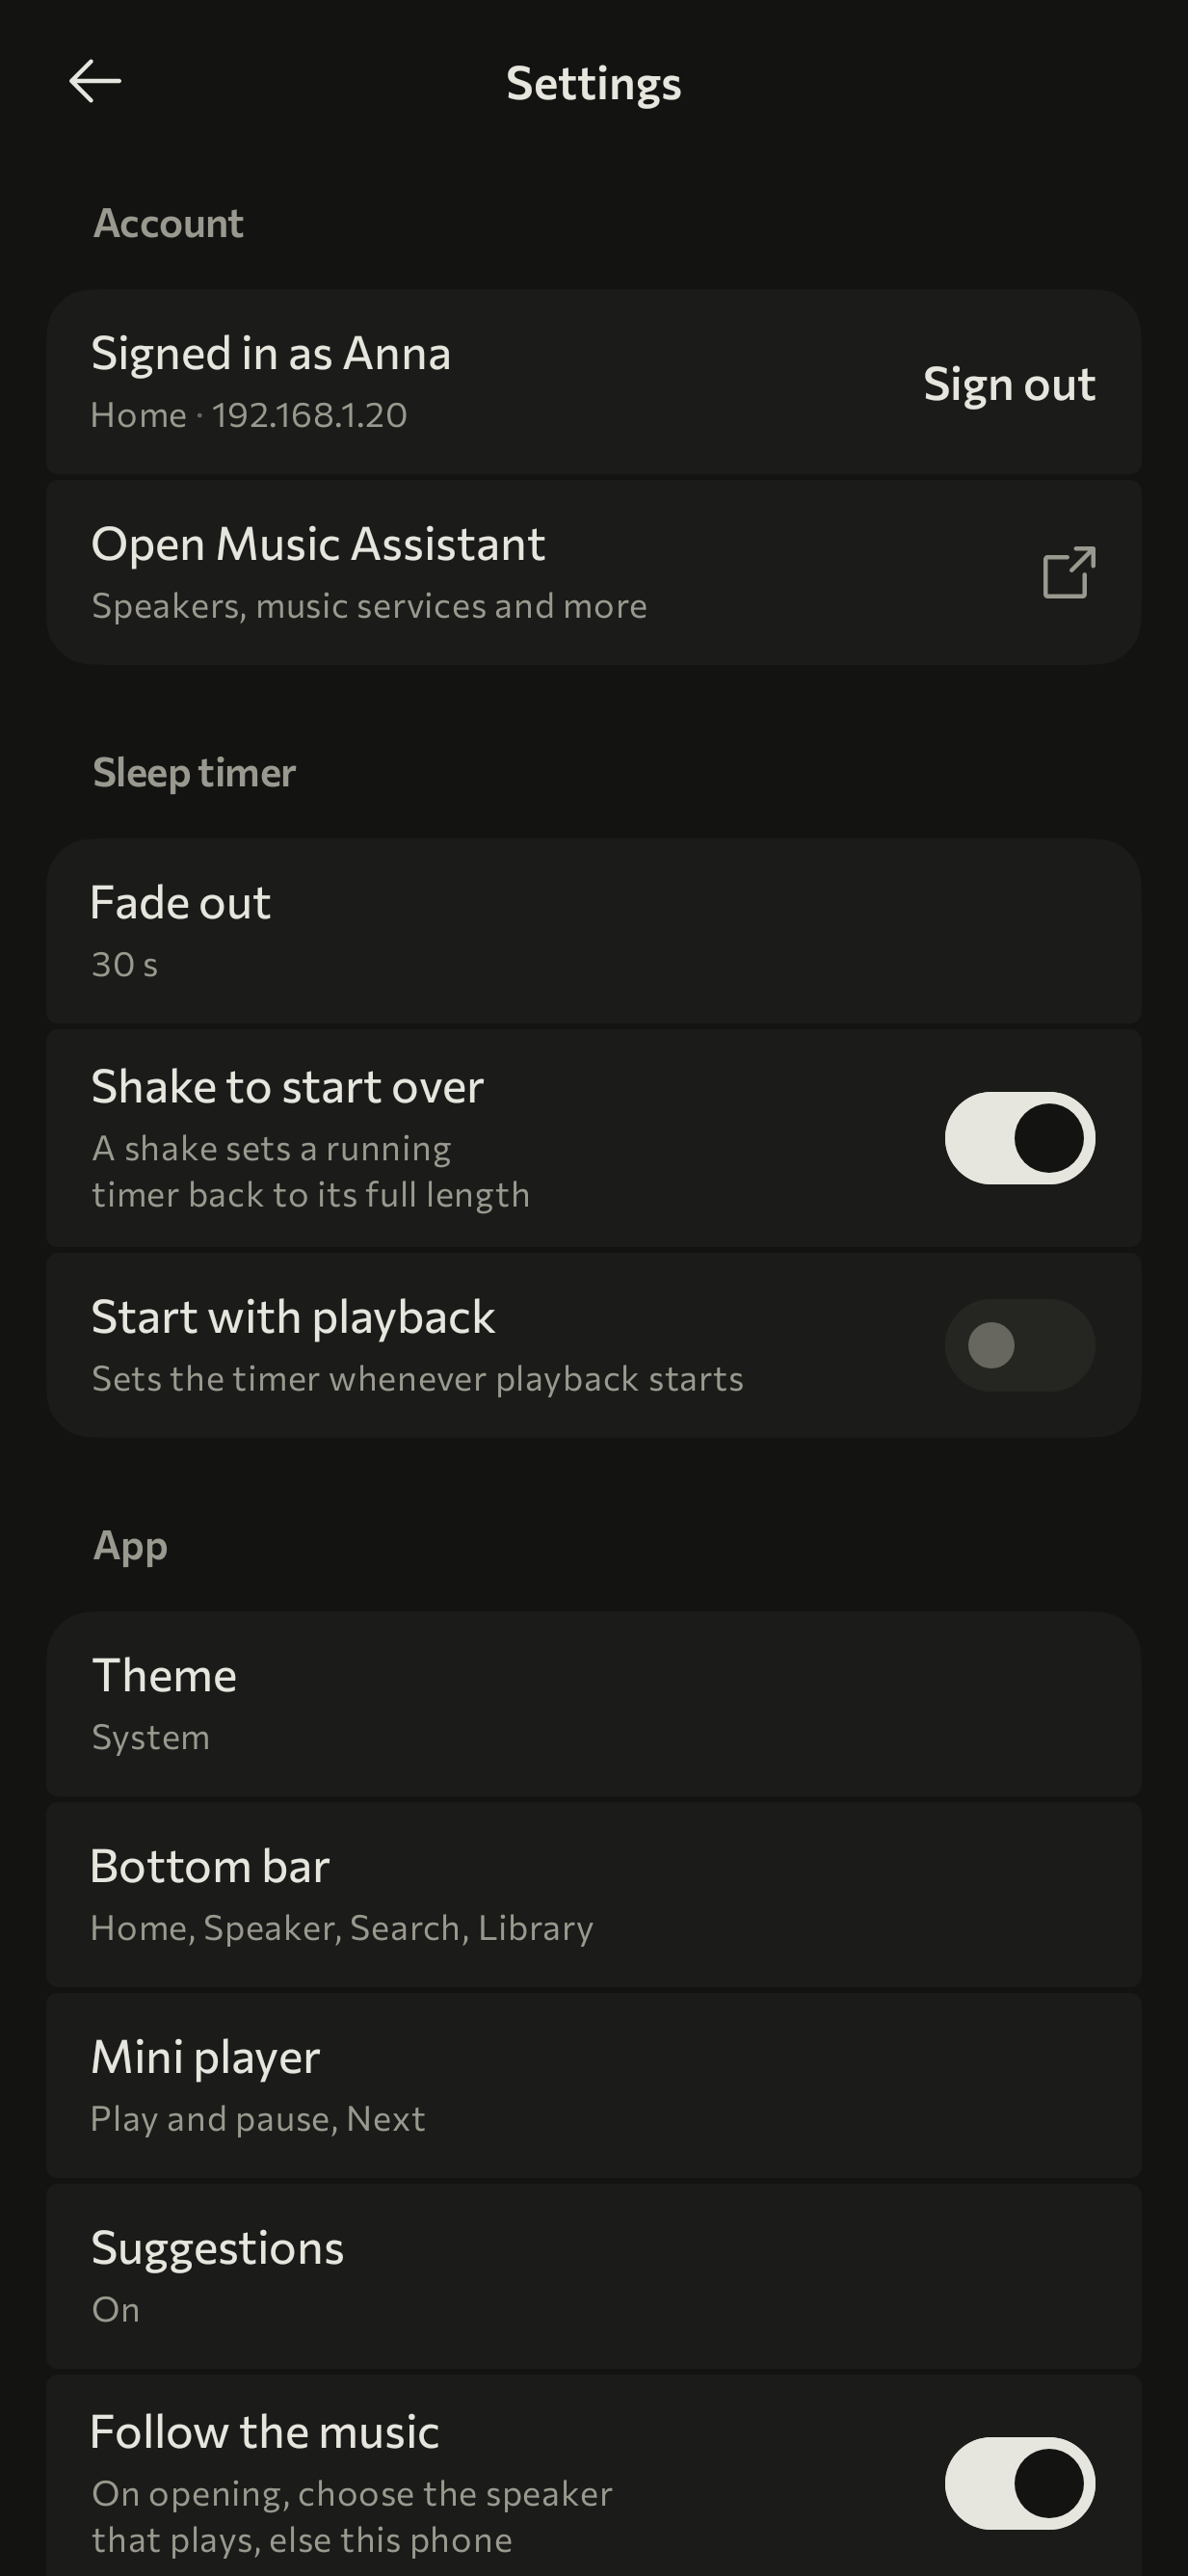 Settings
Account
Signed in as Anna
Home · 192.168.1.20
Sign out
Open Music Assistant
Speakers, music services and more
Sleep timer
Fade out
30 s
Shake to start over
A shake sets a running
timer back to its full length
Start with playback
Sets the timer whenever playback starts
App
Theme
System
Bottom bar
Home, Speaker, Search, Library
Mini player
Play and pause, Next
Suggestions
On
Follow the music
On opening, choose the speaker
that plays, else this phone